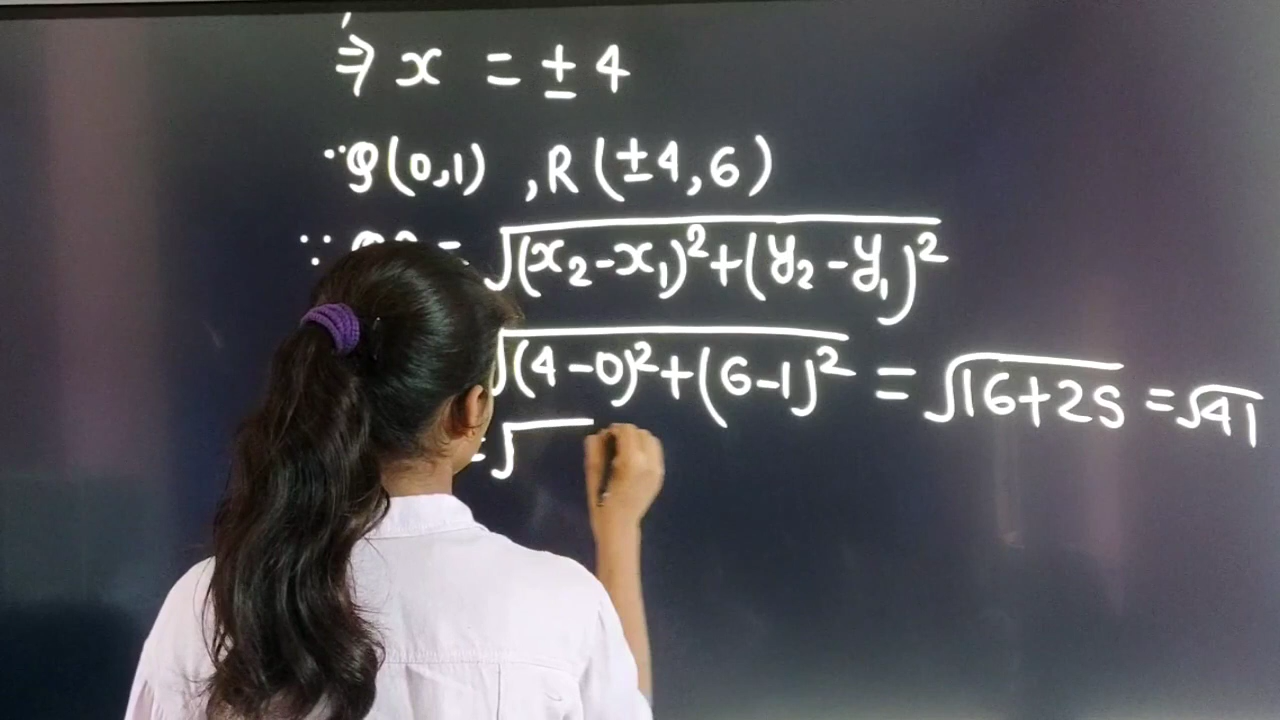 ⇒ x = ± 4
∵ Q(0,1) , R (±4, 6)
∵ = √(x₂-x₁)²+(y₂-y₁)²
√(4-0)²+(6-1)² = √16+25 = √41
= √